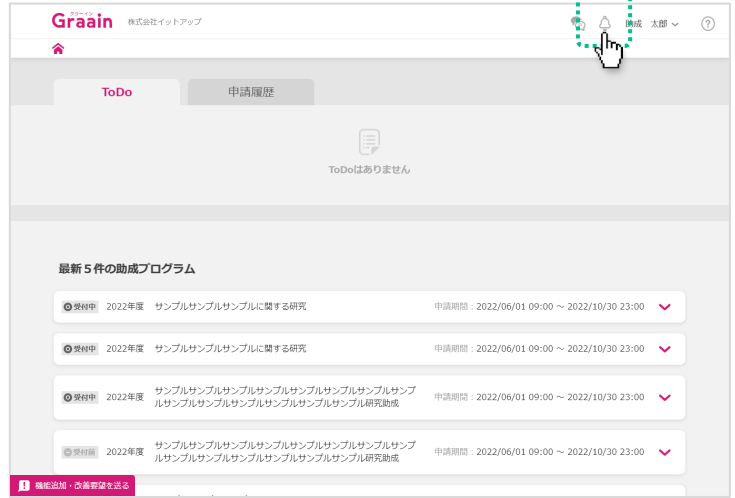 グラーイン
Graain 株式会社イットアップ
助成 太郎
?
ToDo 申請履歴
ToDoはありません
最新5件の助成プログラム
受付中 2022年度 サンプルサンプルサンプルに関する研究 申請期間：2022/06/01 09:00 ～ 2022/10/30 23:00
受付中 2022年度 サンプルサンプルに関する研究 申請期間：2022/06/01 09:00 ～ 2022/10/30 23:00
受付中 2022年度 サンプルサンプルサンプルサンプルサンプルサンプルサンプルサンプ 申請期間：2022/06/01 09:00 ～ 2022/10/30 23:00
ルサンプルサンプルサンプルサンプルサンプルサンプル研究助成
受付前 2022年度 サンプルサンプルサンプルサンプルサンプルサンプルサンプルサンプ 申請期間：2022/06/01 09:00 ～ 2022/10/30 23:00
ルサンプルサンプルサンプルサンプルサンプルサンプル研究助成
機能追加・改善要望を送る